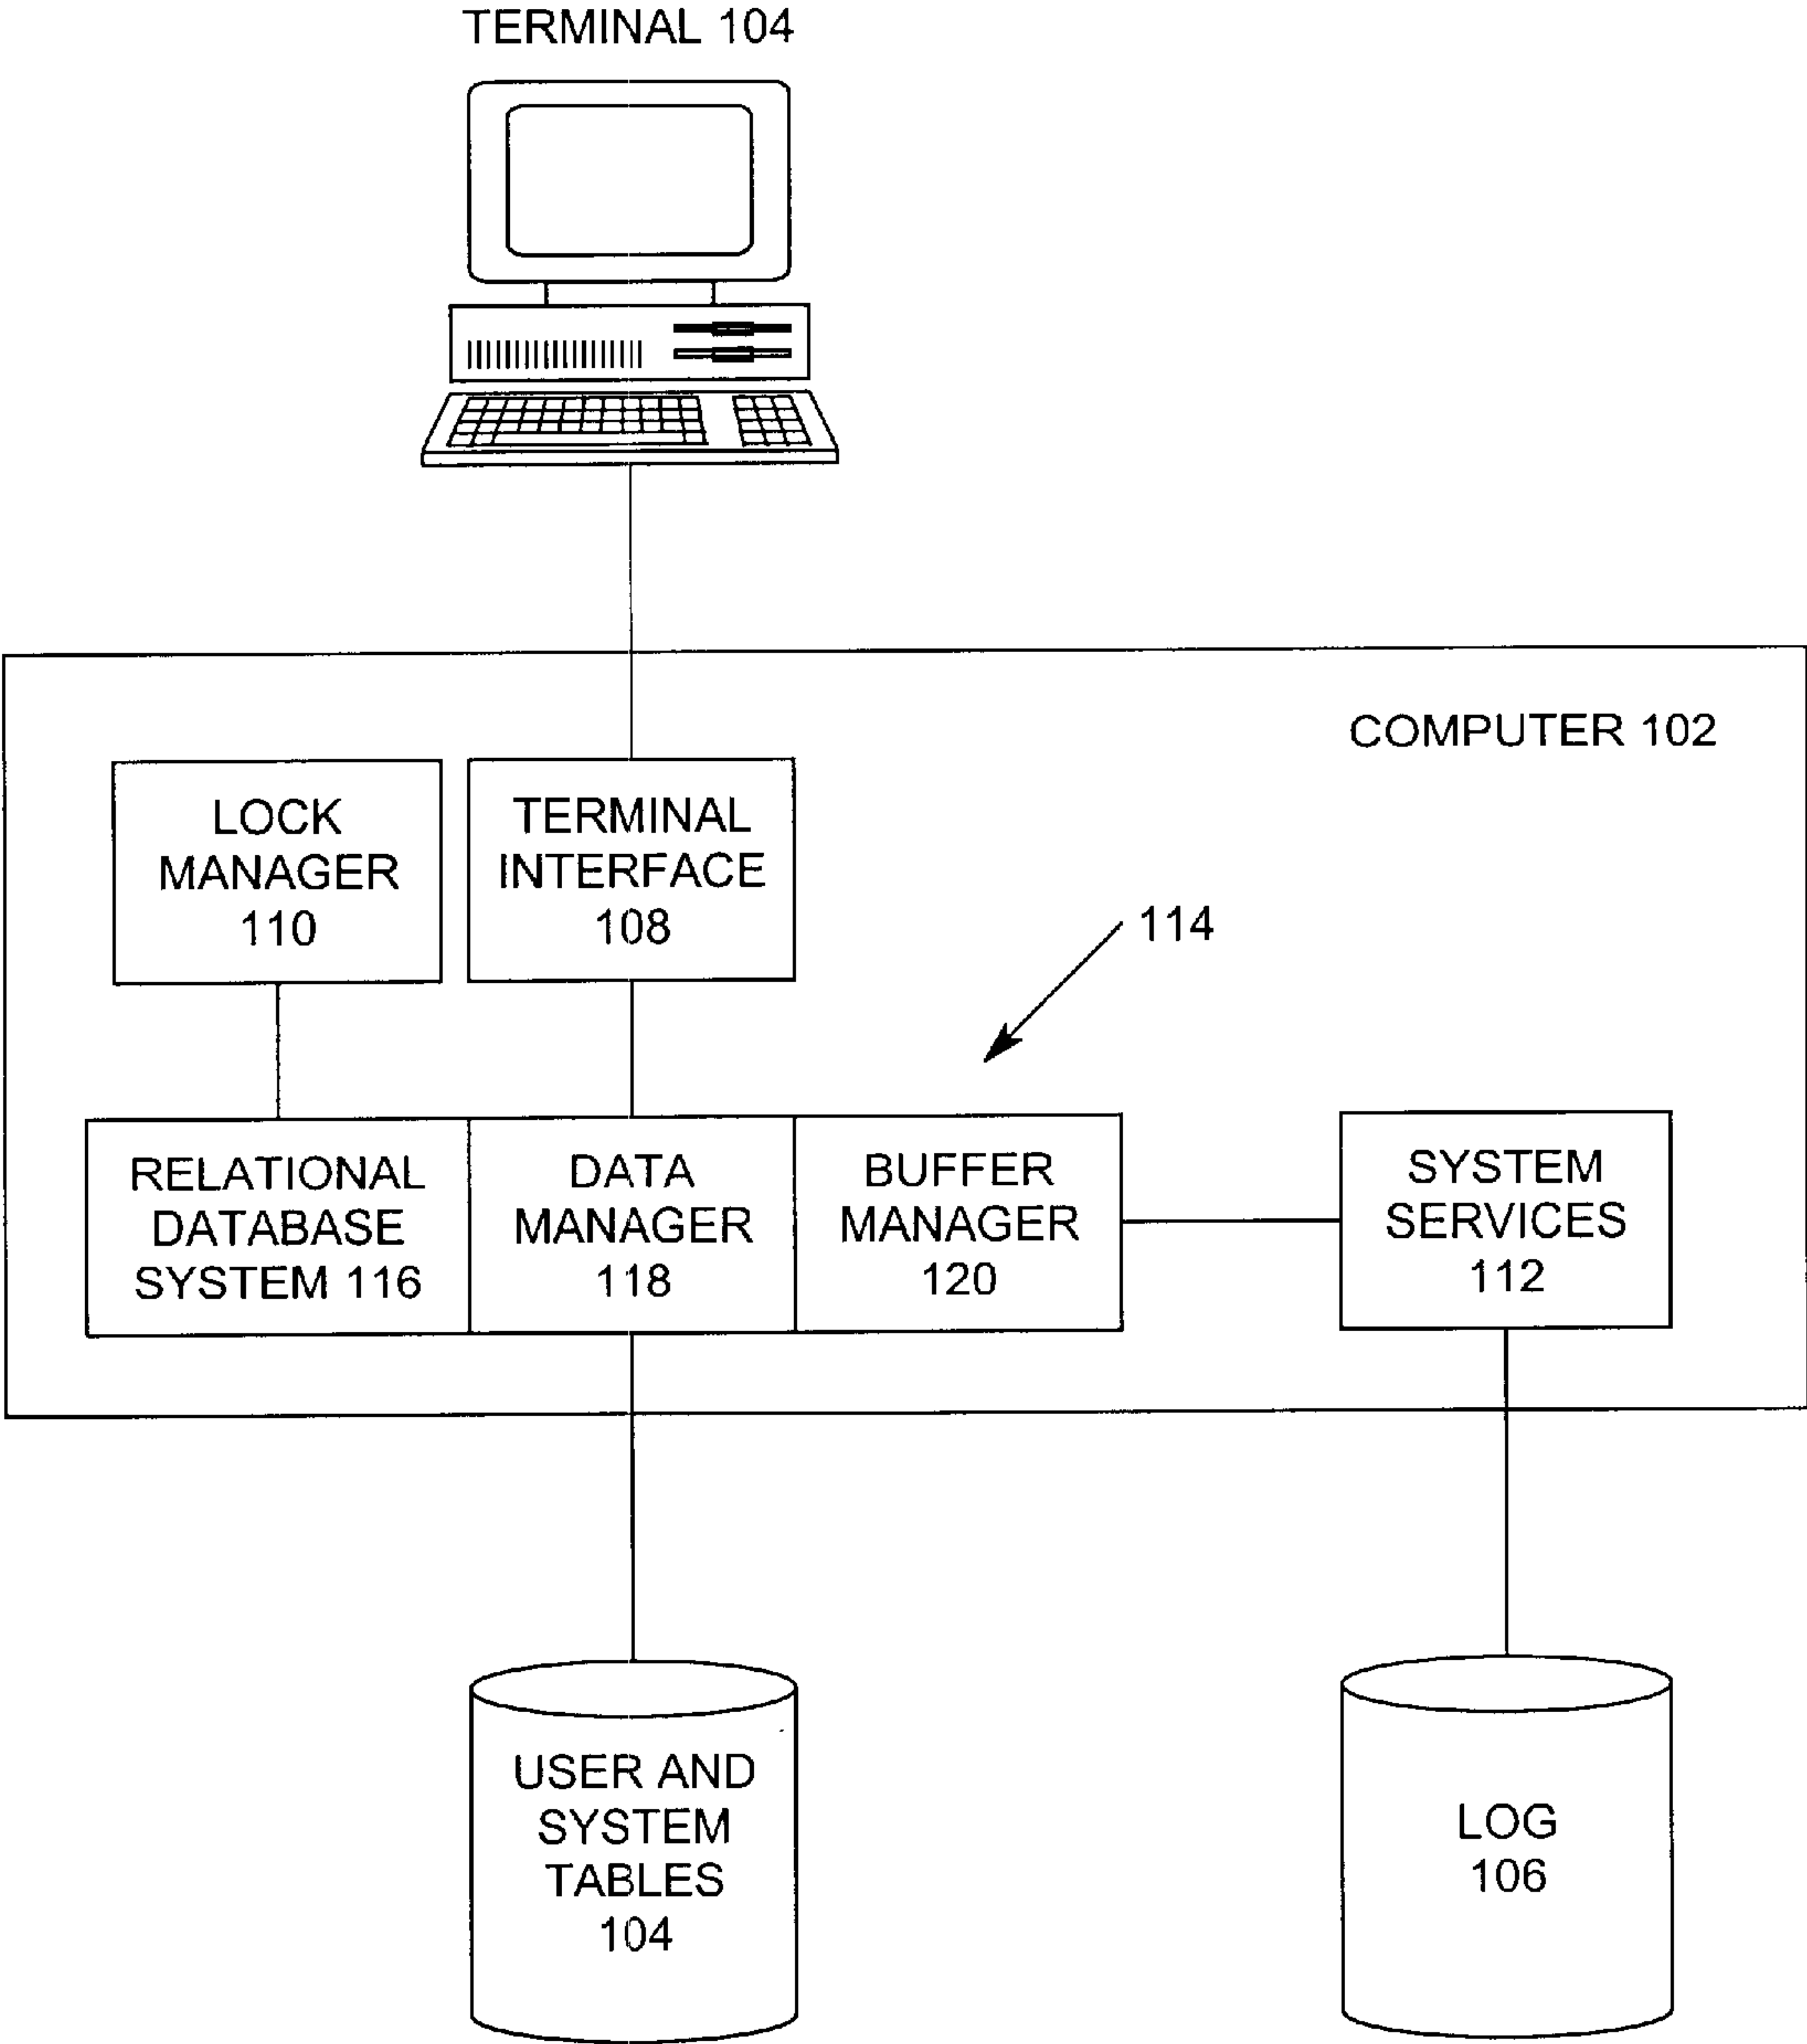 TERMINAL 104
COMPUTER 102
LOCK
MANAGER
110
TERMINAL
INTERFACE
108
114
RELATIONAL
DATABASE
SYSTEM 116
DATA
MANAGER
118
BUFFER
MANAGER
120
SYSTEM
SERVICES
112
USER AND
SYSTEM
TABLES
104
LOG
106